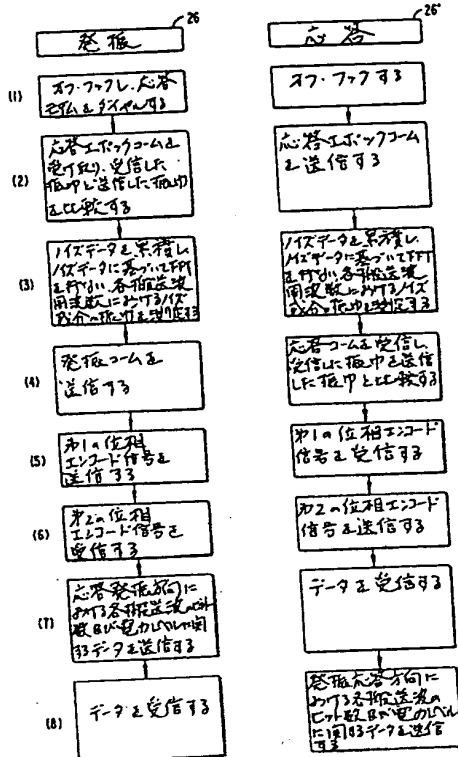 26
発振
(1)
オフ・フックし、応答
モデムをダイヤルする
(2)
応答エポックコームを
受け取り、受信した
振巾と送信した振巾
を比較する
(3)
ノイズデータを累積し、
ノイズデータに基づいてFFT
を行ない、各搬送波
周波数におけるノイズ
成分の振巾を測定する
(4)
発振コームを
送信する
(5)
第1の位相
エンコード信号を
送信する
(6)
第2の位相
エンコード信号を
受信する
(7)
応答発振方向に
おける各搬送波のビット
数及び電力レベルに関
するデータを送信する
(8)
データを受信する
26'
応答
オフ・フックする
応答エポックコーム
を送信する
ノイズデータを累積し、
ノイズデータに基づいてFFT
を行ない、各搬送波
周波数におけるノイズ
成分の振巾を測定する
応答コームを受信し、
受信した振巾を送信
した振巾と比較する
第1の位相エンコード
信号を受信する
第2の位相エンコード
信号を送信する
データを受信する
発振応答方向に
おける各搬送波の
ビット数及び電力レベル
に関するデータを送信
する